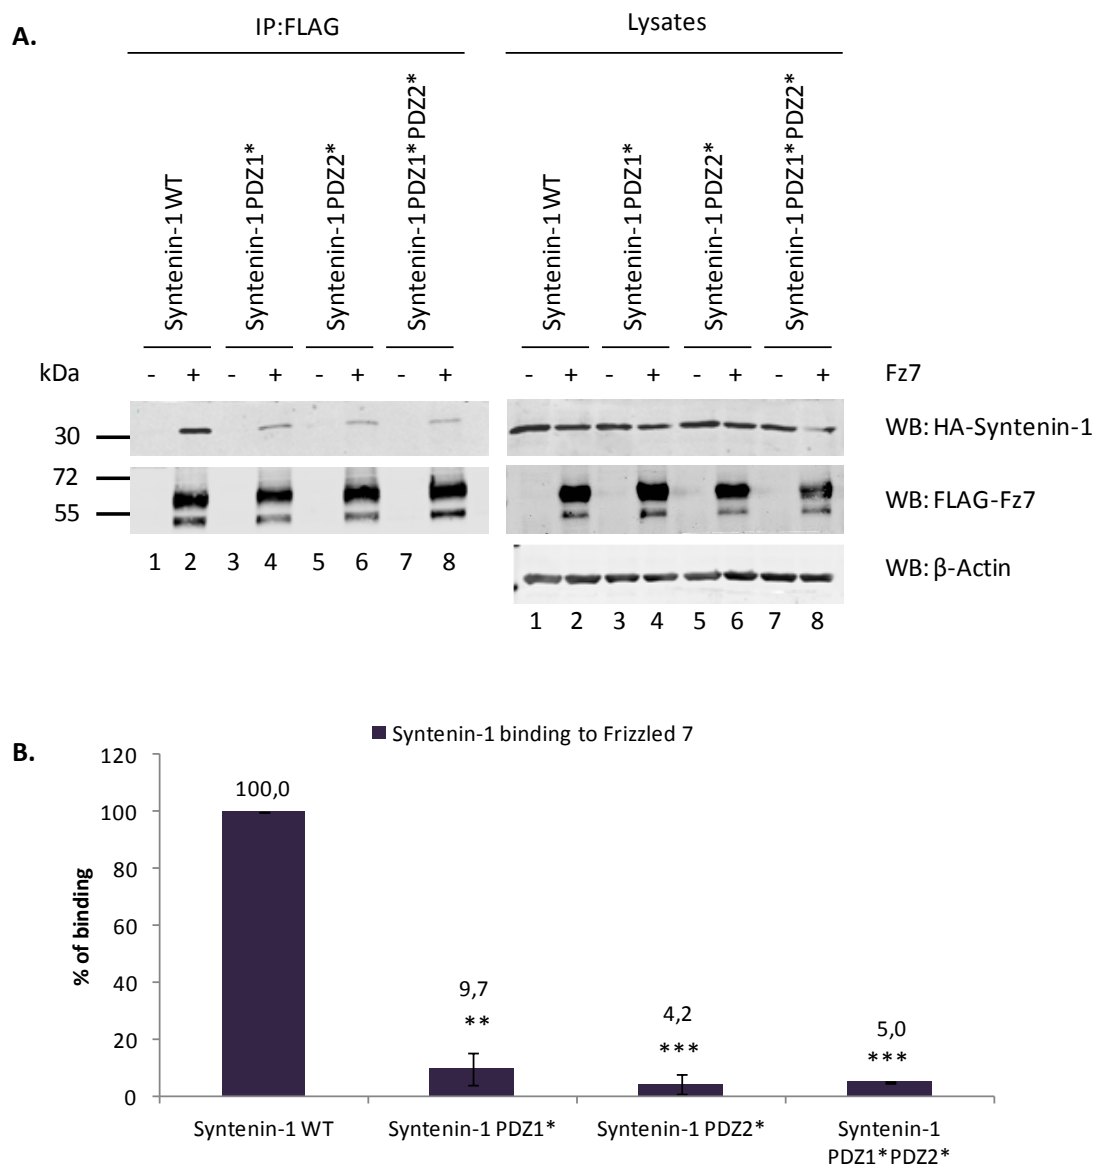 A.
IP:FLAG
Lysates
Syntenin-1 WT
Syntenin-1 PDZ1*
Syntenin-1 PDZ2*
Syntenin-1 PDZ1* PDZ2*
Syntenin-1 WT
Syntenin-1 PDZ1*
Syntenin-1 PDZ2*
Syntenin-1 PDZ1* PDZ2*
kDa - + - + - + - + - + - + - + - + Fz7
30 WB: HA-Syntenin-1
72
55 WB: FLAG-Fz7
1 2 3 4 5 6 7 8
WB: β-Actin
1 2 3 4 5 6 7 8
B.
Syntenin-1 binding to Frizzled 7
% of binding
120
100
80
60
40
20
0
100,0
9,7
**
4,2
***
5,0
***
Syntenin-1 WT
Syntenin-1 PDZ1*
Syntenin-1 PDZ2*
Syntenin-1
PDZ1*PDZ2*